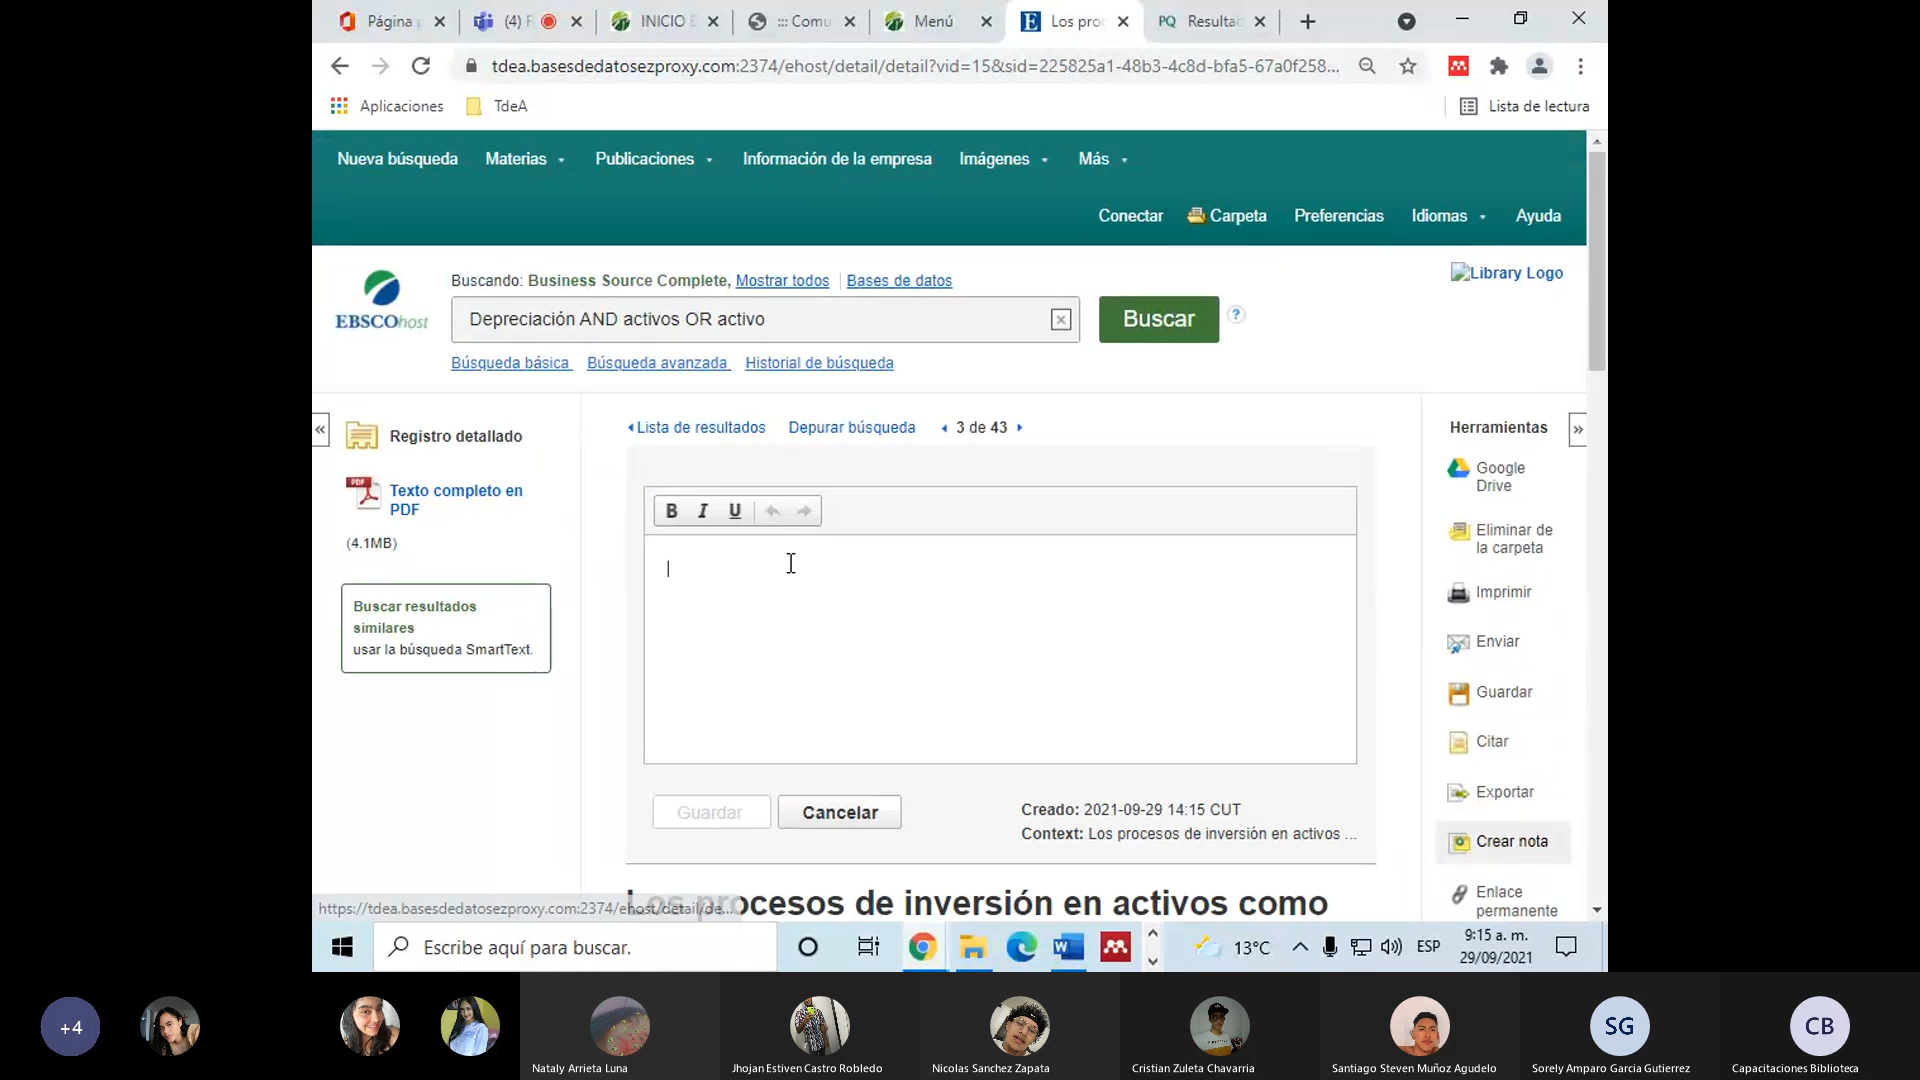 Página
(4) F
INICIO E
::: Comu
Menú
Los proc
PQ
Resultad
tdea.basesdedatosezproxy.com:2374/ehost/detail/detail?vid=15&sid=225825a1-48b3-4c8d-bfa5-67a0f258...
Aplicaciones
TdeA
Lista de lectura
Nueva búsqueda
Materias
Publicaciones
Información de la empresa
Imágenes
Más
Conectar
Carpeta
Preferencias
Idiomas
Ayuda
EBSCOhost
Buscando: Business Source Complete, Mostrar todos
Bases de datos
Library Logo
Depreciación AND activos OR activo
Buscar
?
Búsqueda básica
Búsqueda avanzada
Historial de búsqueda
«
Registro detallado
PDF
Texto completo en
PDF
(4.1MB)
Buscar resultados
similares
usar la búsqueda SmartText.
Lista de resultados
Depurar búsqueda
3 de 43
B I U
Guardar
Cancelar
Creado: 2021-09-29 14:15 CUT
Context: Los procesos de inversión en activos ...
Los procesos de inversión en activos como
Herramientas
»
Google
Drive
Eliminar de
la carpeta
Imprimir
Enviar
Guardar
Citar
Exportar
Crear nota
Enlace
permanente
https://tdea.basesdedatosezproxy.com:2374/ehost/detail/de...
Escribe aquí para buscar.
13°C
ESP
9:15 a. m.
29/09/2021
+4
SG
CB
Nataly Arrieta Luna
Jhojan Estiven Castro Robledo
Nicolas Sanchez Zapata
Cristian Zuleta Chavarria
Santiago Steven Muñoz Agudelo
Sorely Amparo Garcia Gutierrez
Capacitaciones Biblioteca